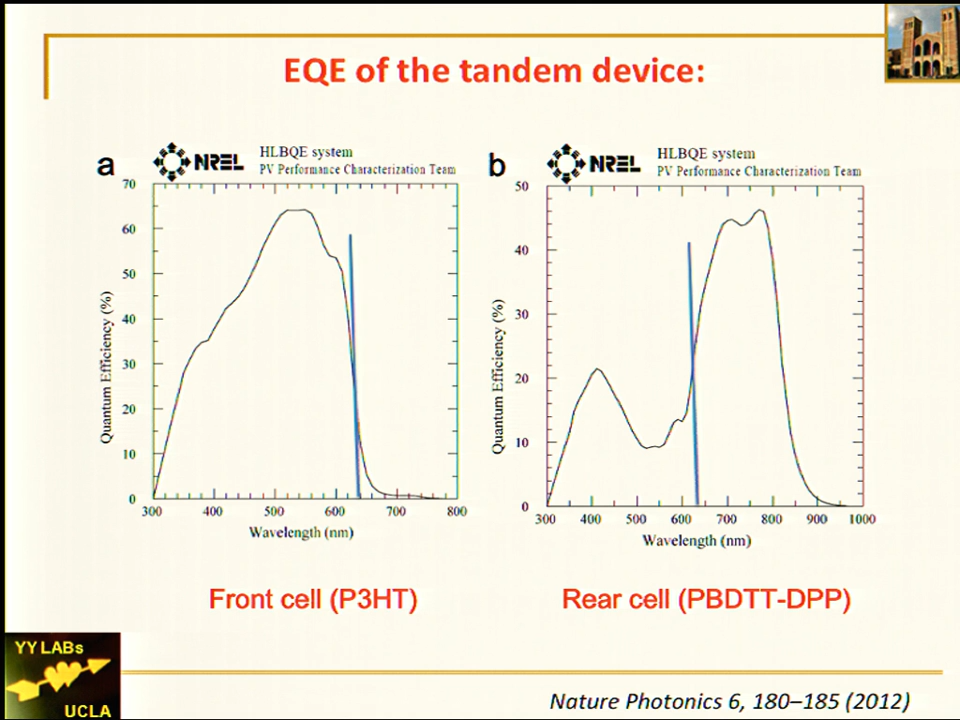 EQE of the tandem device:
a
NREL
HLBQE system
PV Performance Characterization Team
70
60
50
40
30
20
10
0
Quantum Efficiency (%)
300 400 500 600 700 800
Wavelength (nm)
b
NREL
HLBQE system
PV Performance Characterization Team
50
40
30
20
10
0
Quantum Efficiency (%)
300 400 500 600 700 800 900 1000
Wavelength (nm)
Front cell (P3HT)
Rear cell (PBDTT-DPP)
YY LABs
UCLA
Nature Photonics 6, 180–185 (2012)